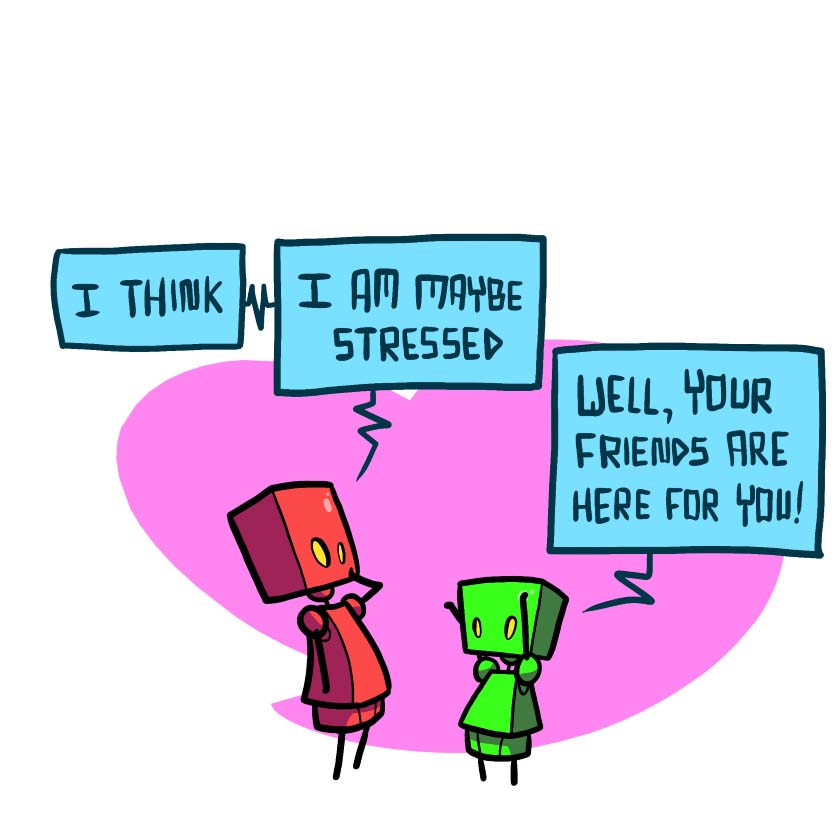 I THINK
I AM MAYBE
STRESSED
WELL, YOUR
FRIENDS ARE
HERE FOR YOU!